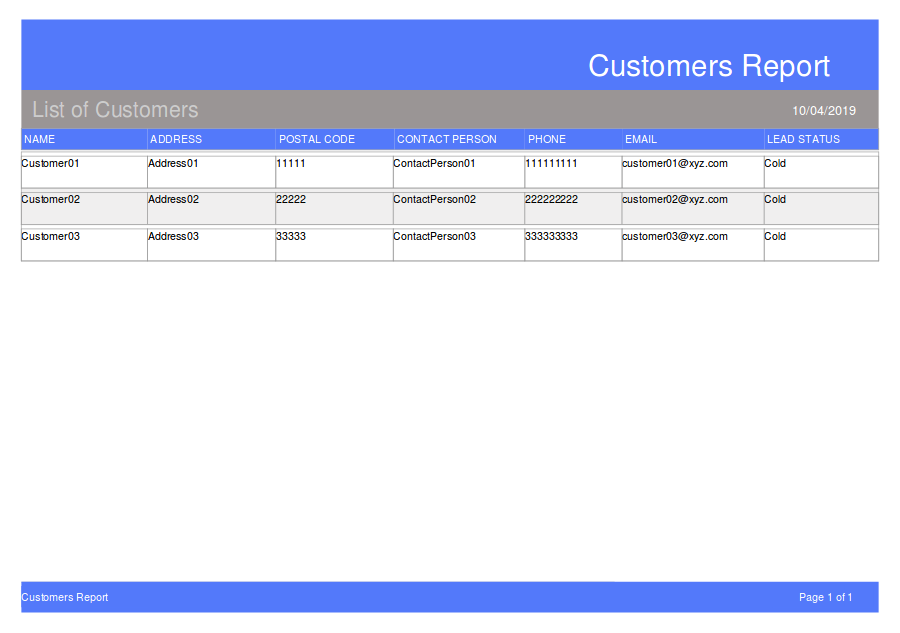 Customers Report
List of Customers 10/04/2019
NAME ADDRESS POSTAL CODE CONTACT PERSON PHONE EMAIL LEAD STATUS
Customer01 Address01 11111 ContactPerson01 111111111 customer01@xyz.com Cold
Customer02 Address02 22222 ContactPerson02 222222222 customer02@xyz.com Cold
Customer03 Address03 33333 ContactPerson03 333333333 customer03@xyz.com Cold
Customers Report Page 1 of 1